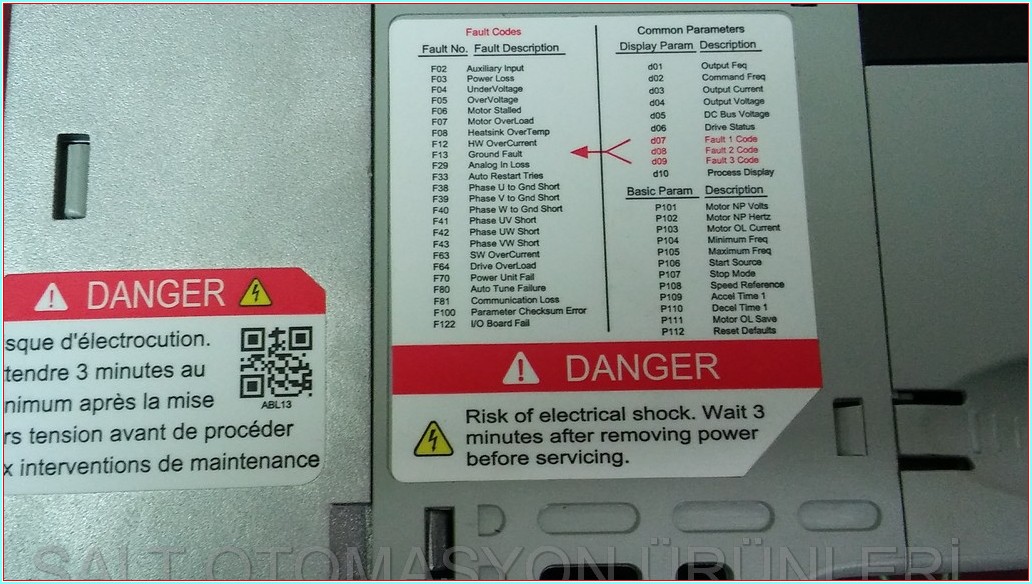 Fault Codes
Fault No. Fault Description
F02 Auxiliary Input
F03 Power Loss
F04 UnderVoltage
F05 OverVoltage
F06 Motor Stalled
F07 Motor OverLoad
F08 Heatsink OverTemp
F12 HW OverCurrent
F13 Ground Fault
F29 Analog In Loss
F33 Auto Restart Tries
F38 Phase U to Gnd Short
F39 Phase V to Gnd Short
F40 Phase W to Gnd Short
F41 Phase UV Short
F42 Phase UW Short
F43 Phase VW Short
F63 SW OverCurrent
F64 Drive OverLoad
F70 Power Unit Fail
F80 Auto Tune Failure
F81 Communication Loss
F100 Parameter Checksum Error
F122 I/O Board Fail
Common Parameters
Display Param Description
d01 Output Feq
d02 Command Freq
d03 Output Current
d04 Output Voltage
d05 DC Bus Voltage
d06 Drive Status
d07 Fault 1 Code
d08 Fault 2 Code
d09 Fault 3 Code
d10 Process Display
Basic Param Description
P101 Motor NP Volts
P102 Motor NP Hertz
P103 Motor OL Current
P104 Minimum Freq
P105 Maximum Freq
P106 Start Source
P107 Stop Mode
P108 Speed Reference
P109 Accel Time 1
P110 Decel Time 1
P111 Motor OL Save
P112 Reset Defaults
DANGER
Risk of electrical shock. Wait 3
minutes after removing power
before servicing.
DANGER
sque d'électrocution.
tendre 3 minutes au
nimum après la mise
rs tension avant de procéder
x interventions de maintenance
ABL13
SALT OTOMASYON ÜRÜNLERİ